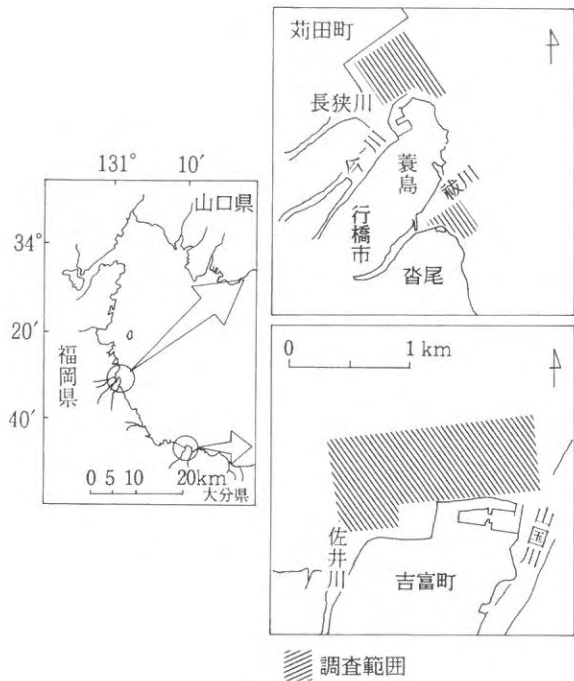 131° 10′
山口県
34°
20′
福岡県
40′
0 5 10 20km
大分県
苅田町
長狭川
今川
蓑島
祓川
行橋市
沓尾
0 1 km
山国川
佐井川
吉富町
調査範囲